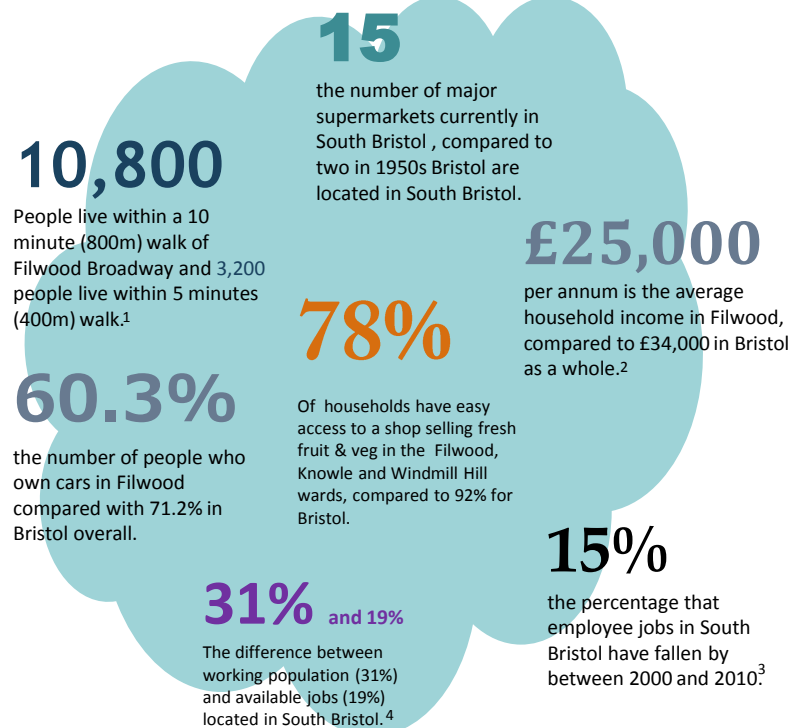 15
the number of major
supermarkets currently in
South Bristol , compared to
two in 1950s Bristol are
located in South Bristol.
10,800
People live within a 10
minute (800m) walk of
Filwood Broadway and 3,200
people live within 5 minutes
(400m) walk.1
£25,000
per annum is the average
household income in Filwood,
compared to £34,000 in Bristol
as a whole.2
78%
Of households have easy
access to a shop selling fresh
fruit & veg in the Filwood,
Knowle and Windmill Hill
wards, compared to 92% for
Bristol.
60.3%
the number of people who
own cars in Filwood
compared with 71.2% in
Bristol overall.
15%
the percentage that
employee jobs in South
Bristol have fallen by
between 2000 and 2010.3
31% and 19%
The difference between
working population (31%)
and available jobs (19%)
located in South Bristol. 4